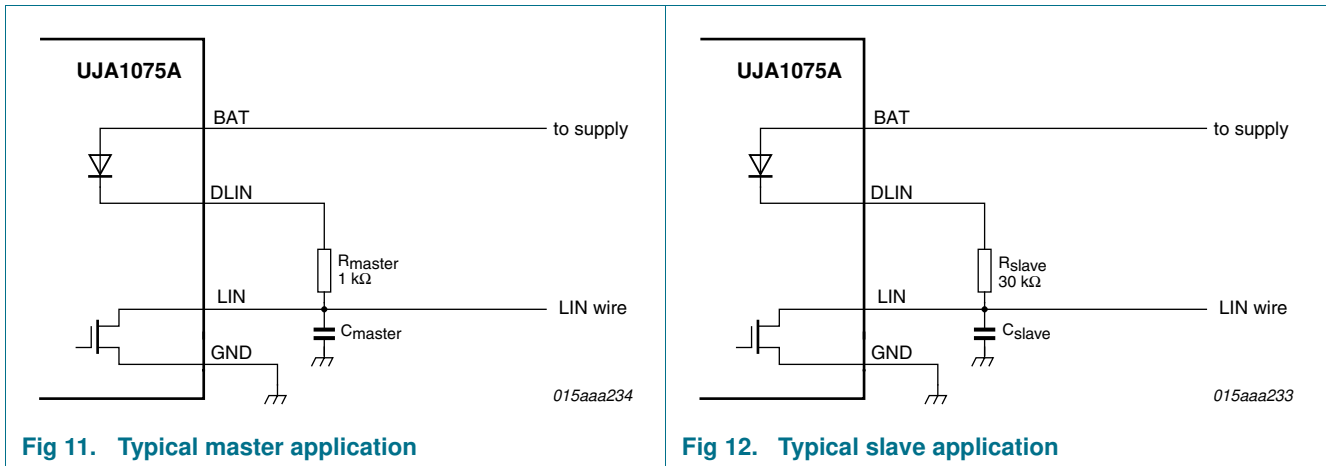 UJA1075A
BAT
to supply
DLIN
Rmaster
1 kΩ
LIN
LIN wire
Cmaster
GND
015aaa234
Fig 11. Typical master application
UJA1075A
BAT
to supply
DLIN
Rslave
30 kΩ
LIN
LIN wire
Cslave
GND
015aaa233
Fig 12. Typical slave application